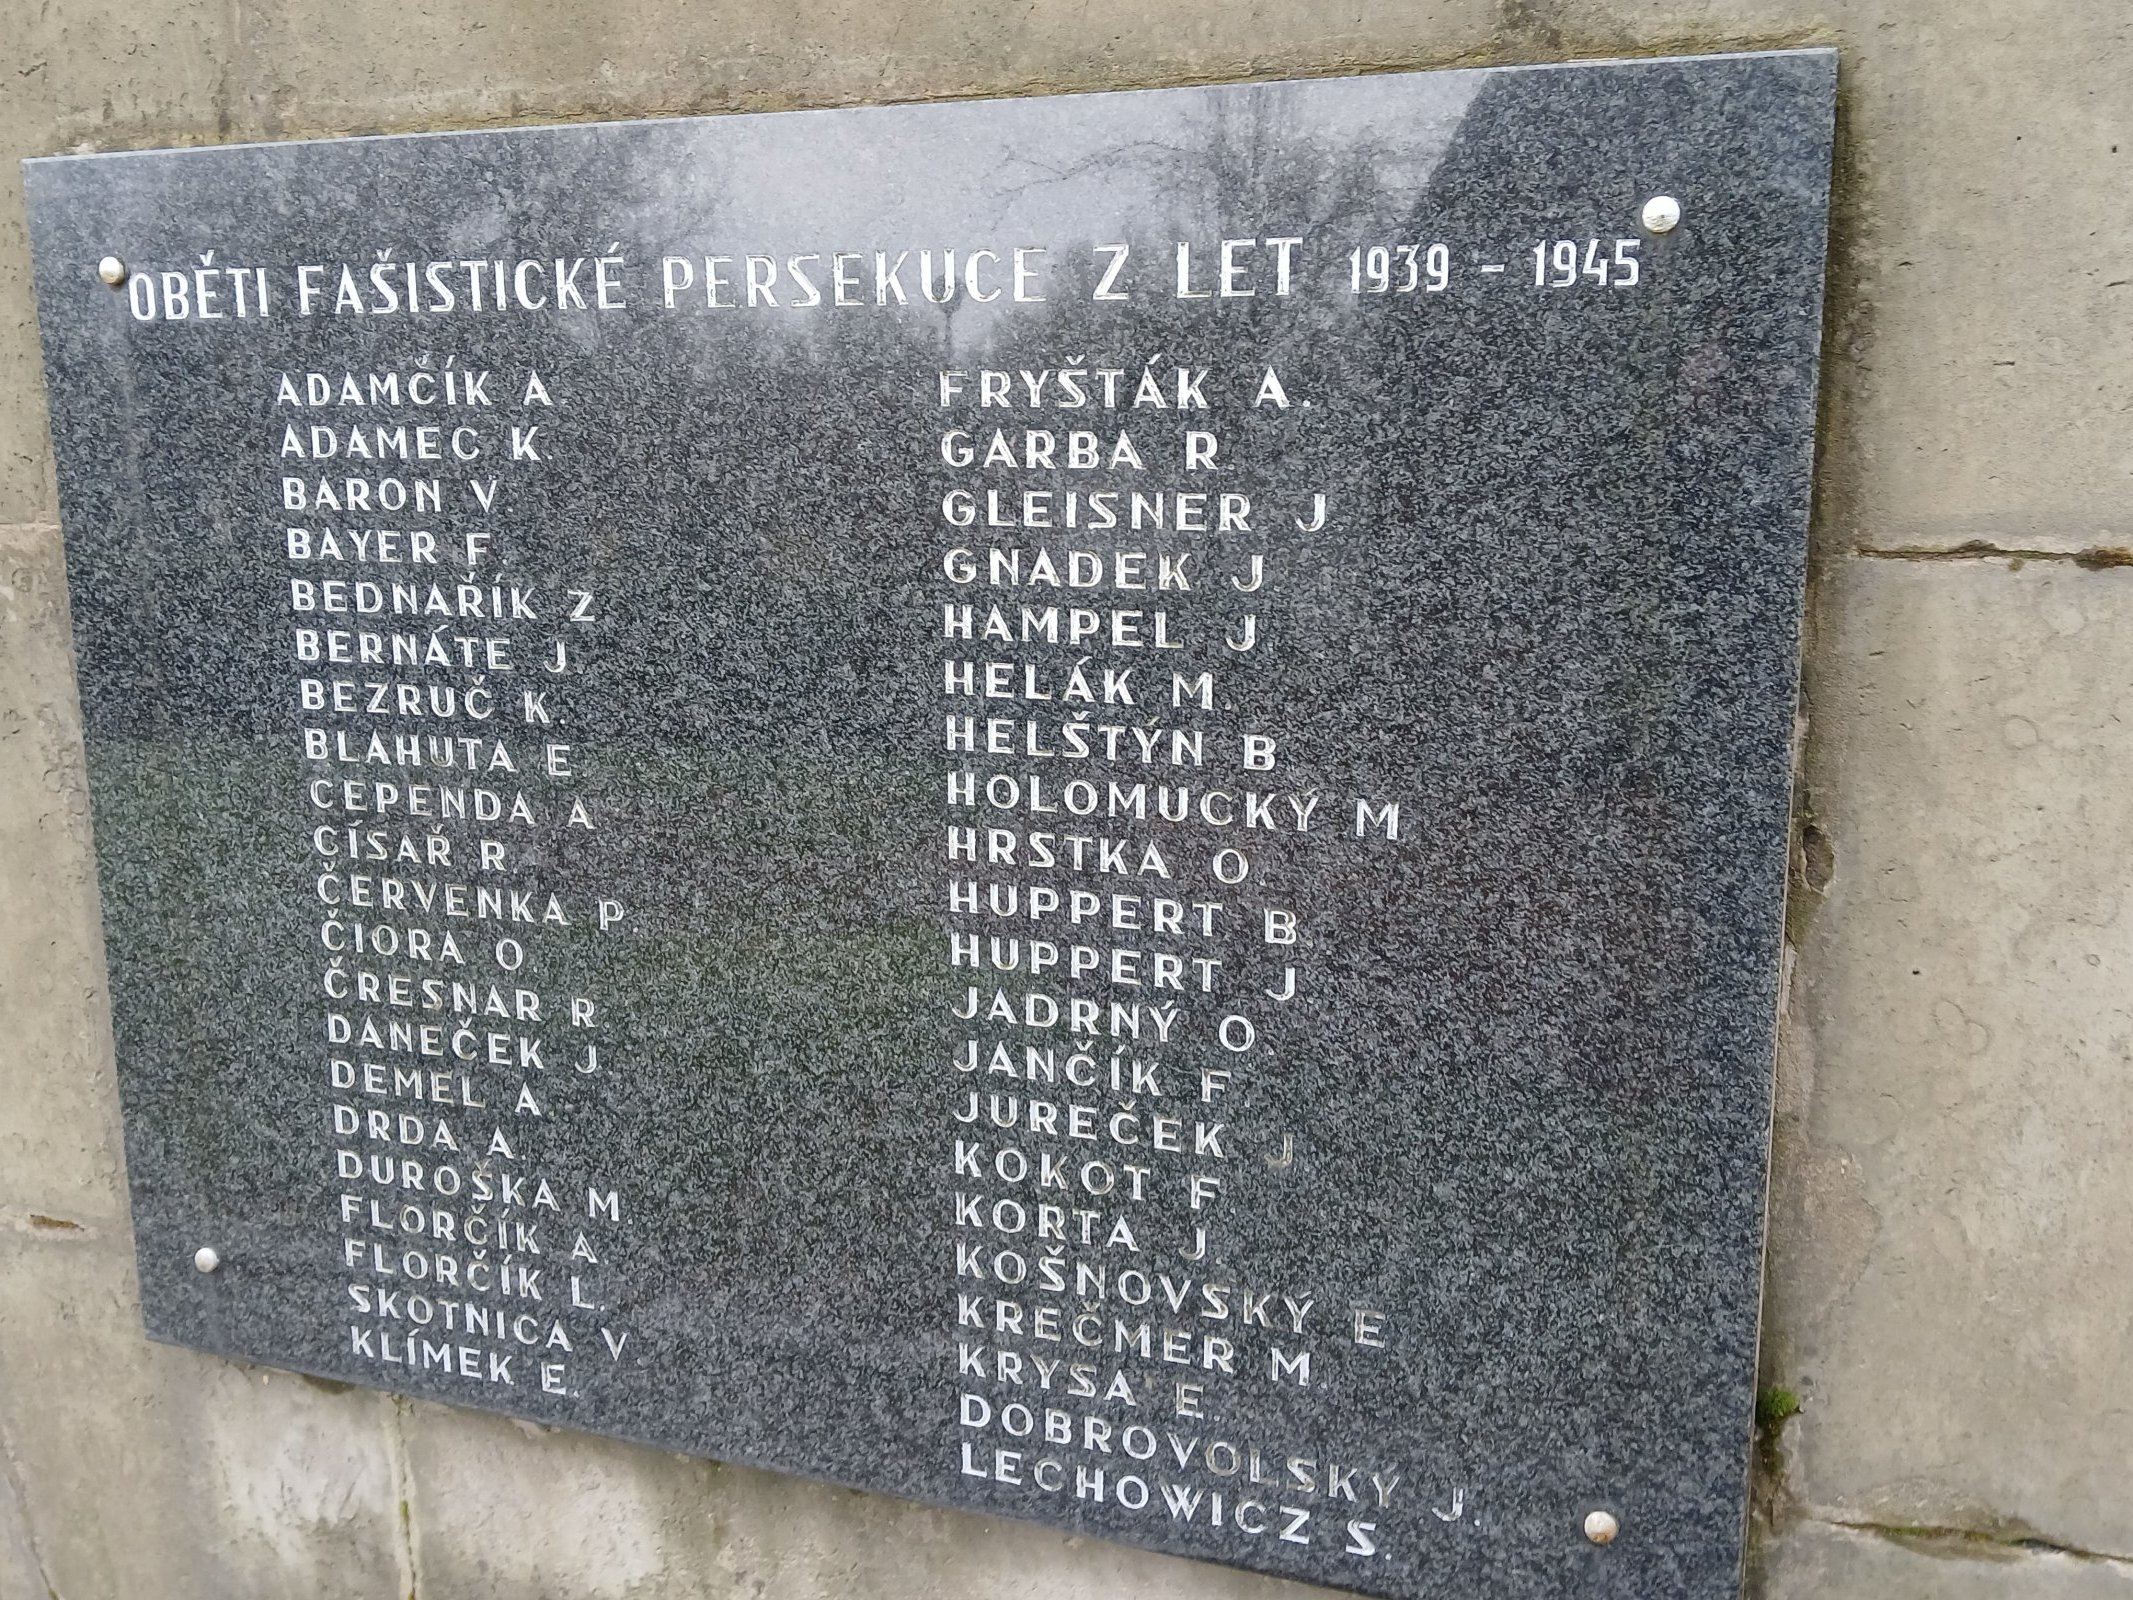 OBĚTI FAŠISTICKÉ PERSEKUCE Z LET 1939 - 1945
ADAMČÍK A.
ADAMEC K.
BARON V.
BAYER F.
BEDNAŘÍK Z
BERNÁTE J.
BEZRUČ K.
BLAHUTA E
CEPENDA A
CÍSAŘ R.
ČERVENKA P
ČIORA O.
ČRESNAR R.
DANEČEK J.
DEMEL A.
DRDA A.
DUROŠKA M.
FLORČÍK A.
FLORČÍK L.
SKOTNICA V
KLÍMEK E.
FRYŠTÁK A.
GARBA R.
GLEISNER J
GNADEK J.
HAMPEL J.
HELÁK M.
HELŠTÝN B
HOLOMUCKÝ M
HRSTKA O.
HUPPERT B.
HUPPERT J
JADRNÝ O.
JANČÍK F.
JUREČEK J
KOKOT F.
KORTA J.
KOŠNOVSKÝ E
KREČMER M.
KRYSA E.
DOBROVOLSKÝ J.
LECHOWICZ S.